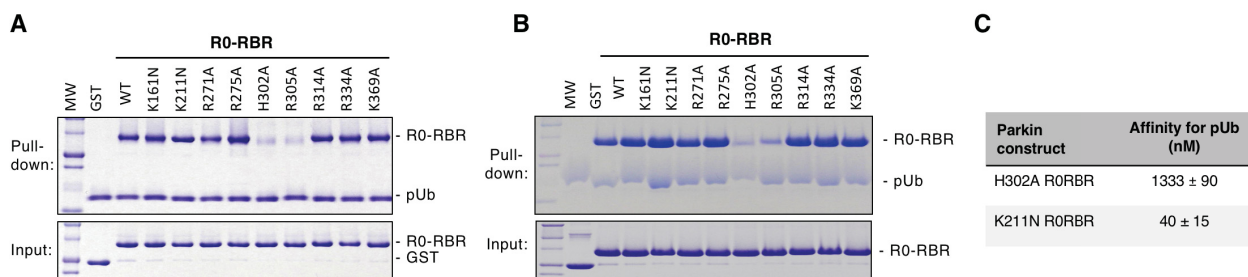 A
R0-RBR
MW
GST
WT
K161N
K211N
R271A
R275A
H302A
R305A
R314A
R334A
K369A
Pull-
down:
- R0-RBR
- pUb
Input:
- R0-RBR
- GST
B
R0-RBR
MW
GST
WT
K161N
K211N
R271A
R275A
H302A
R305A
R314A
R334A
K369A
Pull-
down:
- R0-RBR
- pUb
Input:
- R0-RBR
C
Parkin construct Affinity for pUb (nM)
H302A R0RBR 1333 ± 90
K211N R0RBR 40 ± 15